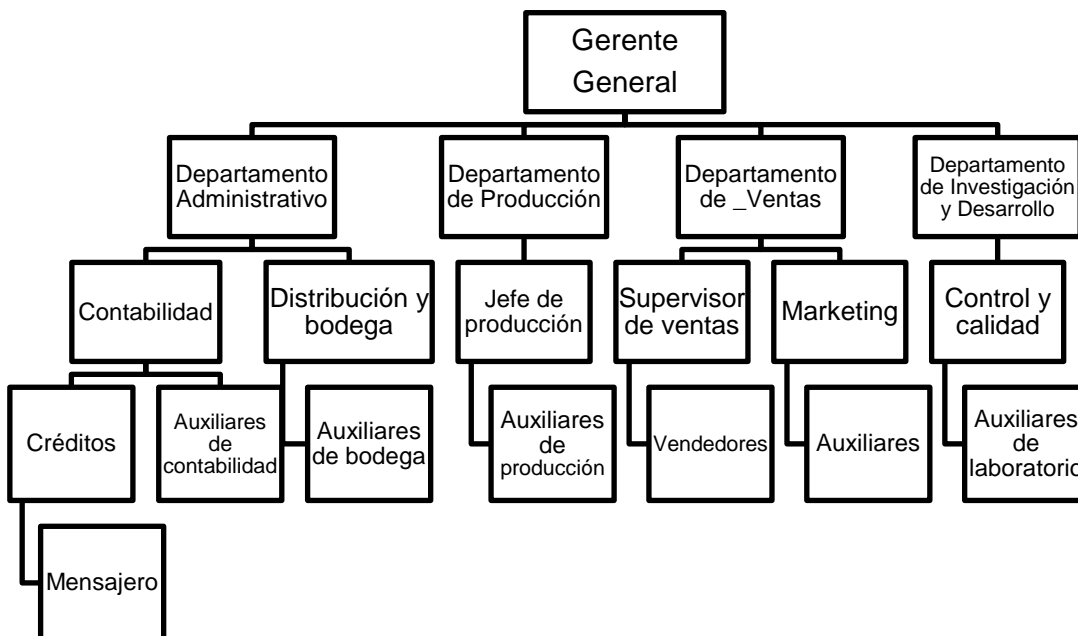 Gerente
General
Departamento
Administrativo
Departamento
de Producción
Departamento
de _Ventas
Departamento
de Investigación
y Desarrollo
Contabilidad
Distribución y
bodega
Jefe de
producción
Supervisor
de ventas
Marketing
Control y
calidad
Créditos
Auxiliares
de
contabilidad
Auxiliares
de bodega
Auxiliares
de
producción
Vendedores
Auxiliares
Auxiliares
de
laboratorio
Mensajero